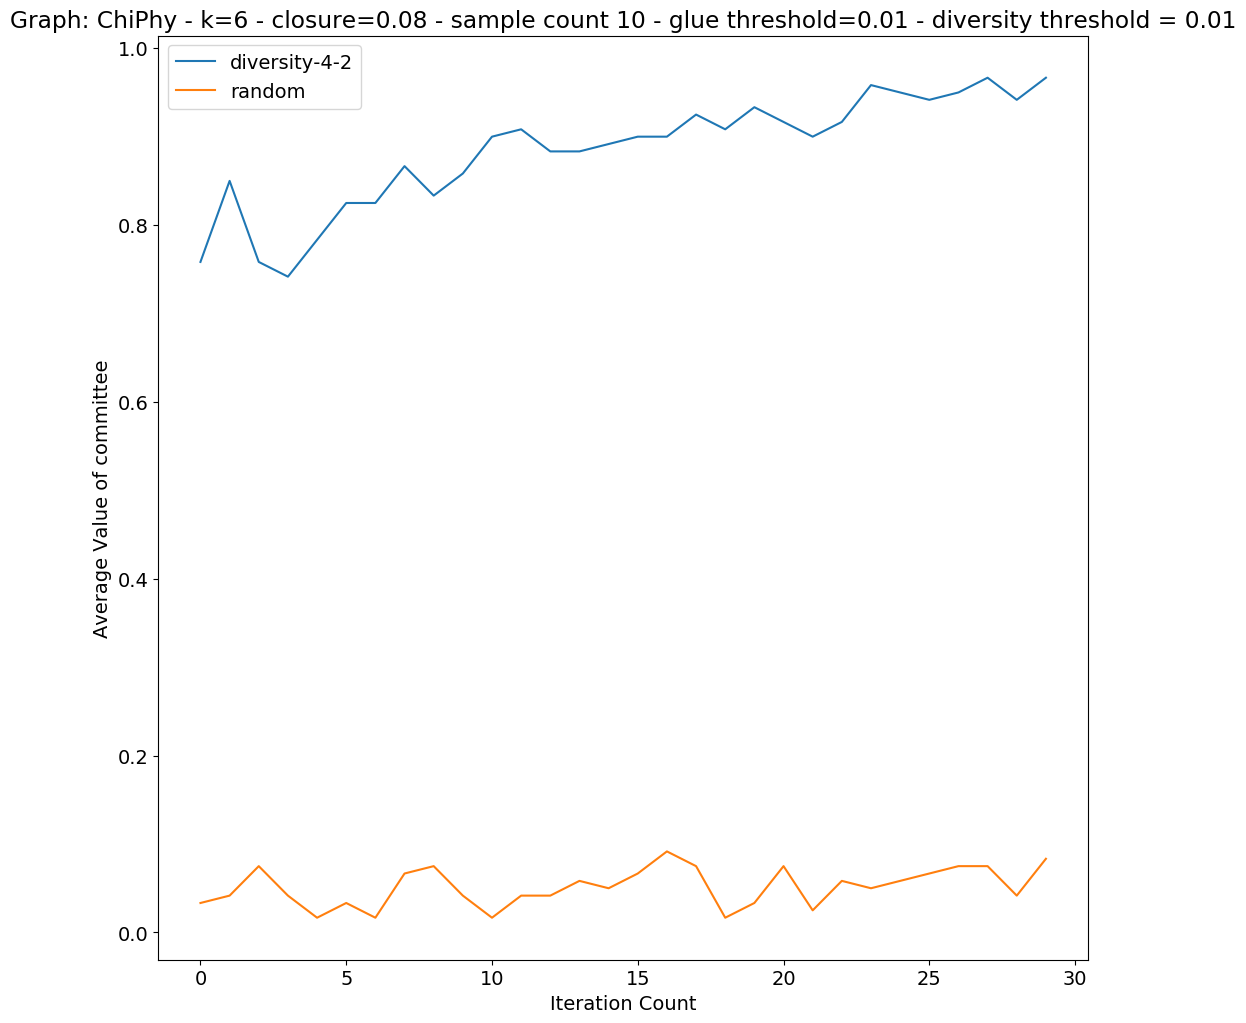 Graph: ChiPhy - k=6 - closure=0.08 - sample count 10 - glue threshold=0.01 - diversity threshold = 0.01
diversity-4-2
random
1.0
0.8
0.6
0.4
0.2
0.0
Average Value of committee
0 5 10 15 20 25 30
Iteration Count